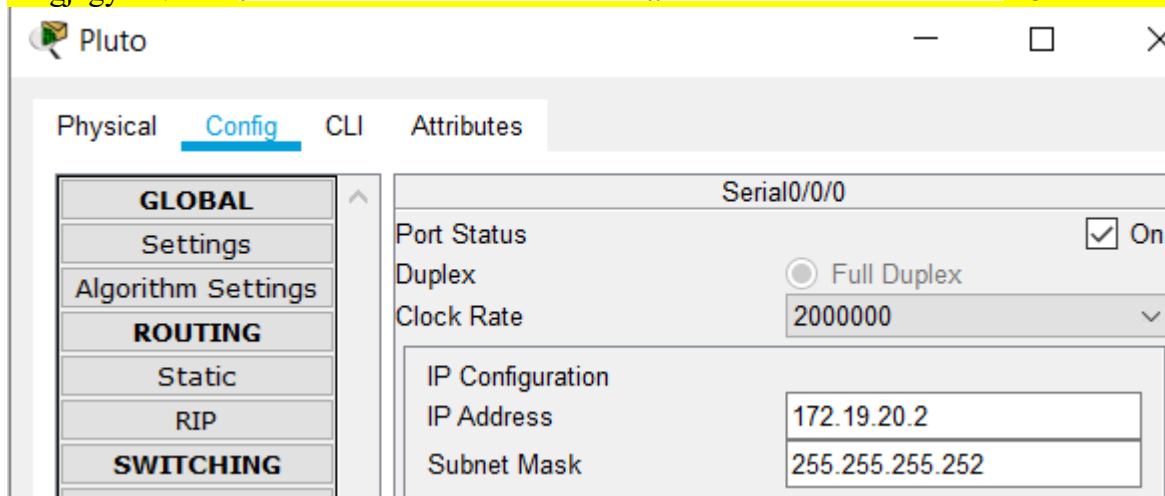 Pluto
Physical Config CLI Attributes
GLOBAL
Settings
Algorithm Settings
ROUTING
Static
RIP
SWITCHING
Serial0/0/0
Port Status On
Duplex Full Duplex
Clock Rate 2000000
IP Configuration
IP Address 172.19.20.2
Subnet Mask 255.255.255.252